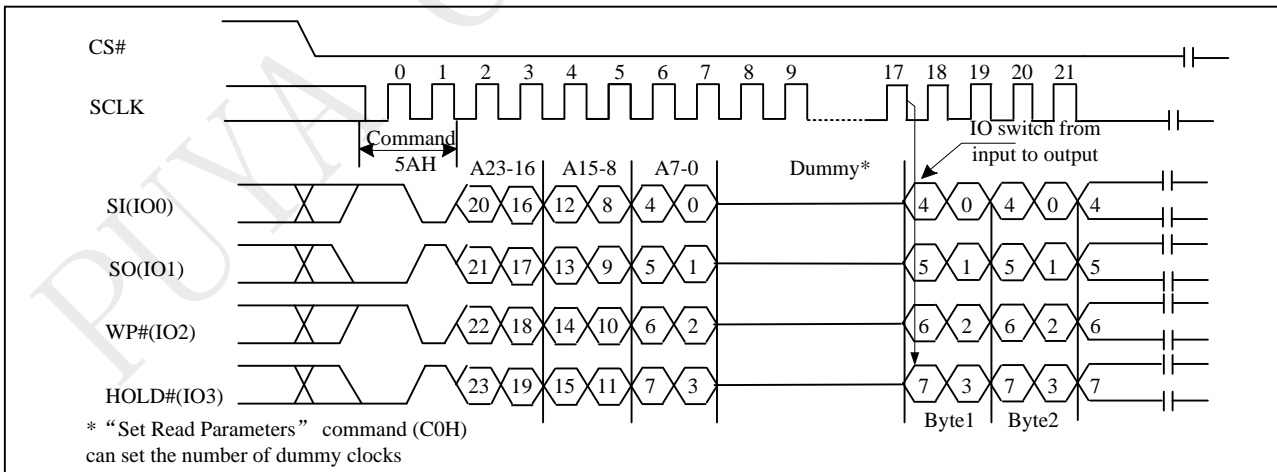 PUYA
CS#
0 1 2 3 4 5 6 7 8 9 17 18 19 20 21
SCLK
Command
5AH
IO switch from
input to output
A23-16 A15-8 A7-0 Dummy*
SI(IO0) 20 16 12 8 4 0 4 0 4 0 4
SO(IO1) 21 17 13 9 5 1 5 1 5 1 5
WP#(IO2) 22 18 14 10 6 2 6 2 6 2 6
HOLD#(IO3) 23 19 15 11 7 3 7 3 7 3 7
Byte1 Byte2
* “Set Read Parameters” command (C0H)
can set the number of dummy clocks